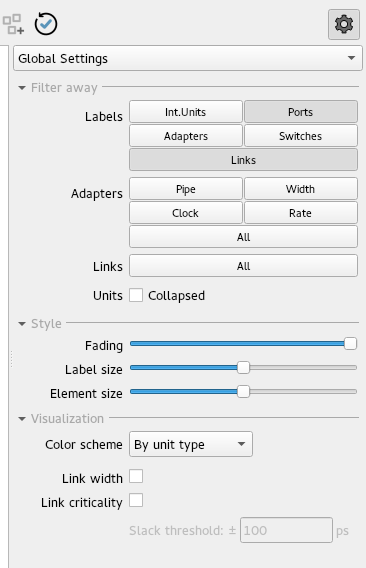 Global Settings
Filter away
Labels Int.Units Ports
Adapters Switches
Links
Adapters Pipe Width
Clock Rate
All
Links All
Units Collapsed
Style
Fading
Label size
Element size
Visualization
Color scheme By unit type
Link width
Link criticality
Slack threshold: ± 100 ps